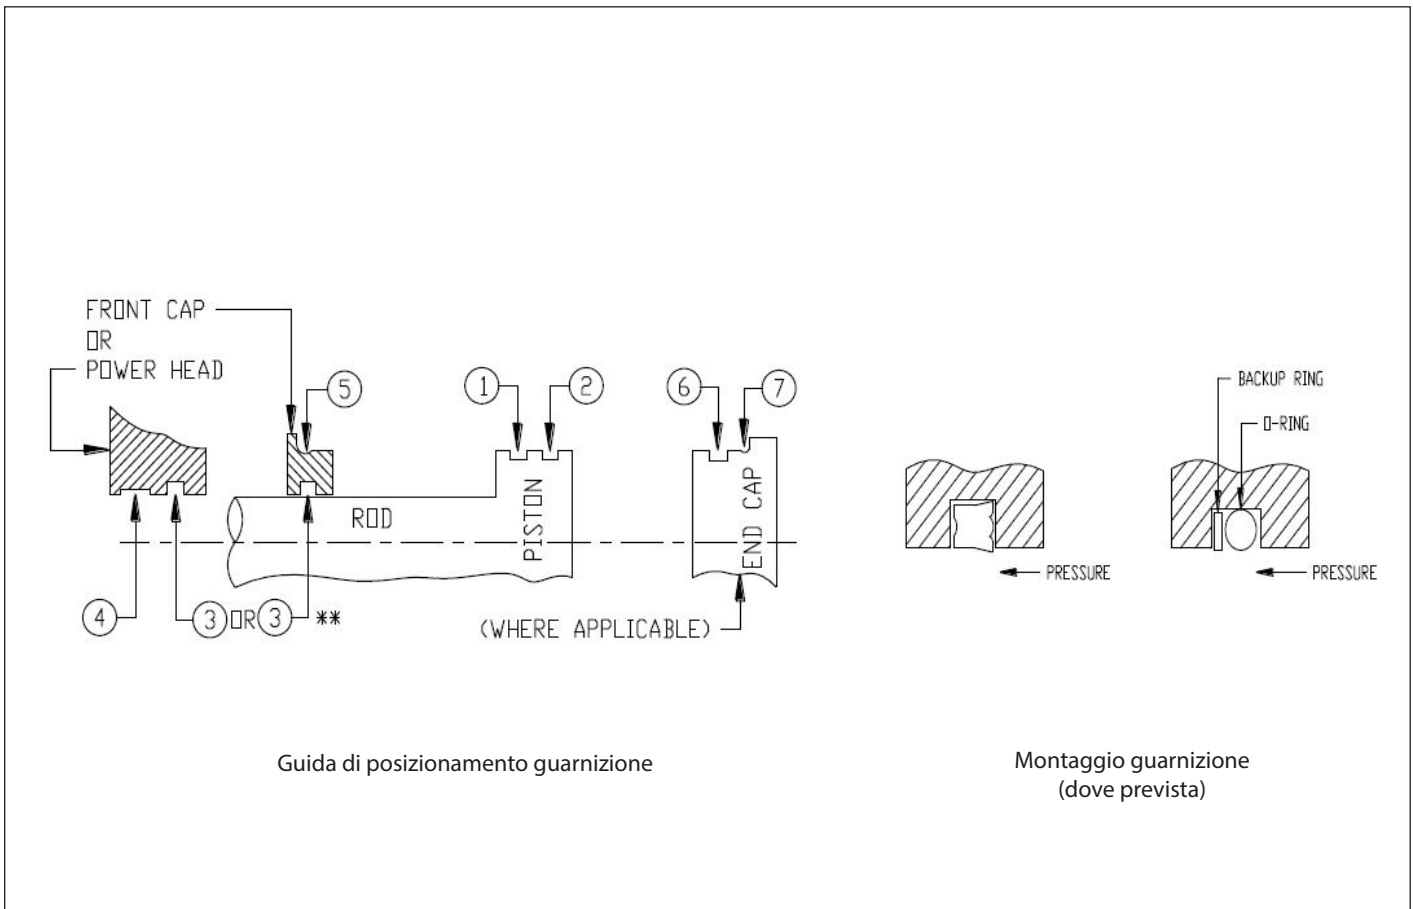 FRONT CAP
OR
POWER HEAD
5
1
2
6
7
ROD
PISTON
END CAP
4
3 OR 3 **
(WHERE APPLICABLE)
BACKUP RING
O-RING
PRESSURE
PRESSURE
Guida di posizionamento guarnizione
Montaggio guarnizione
(dove prevista)